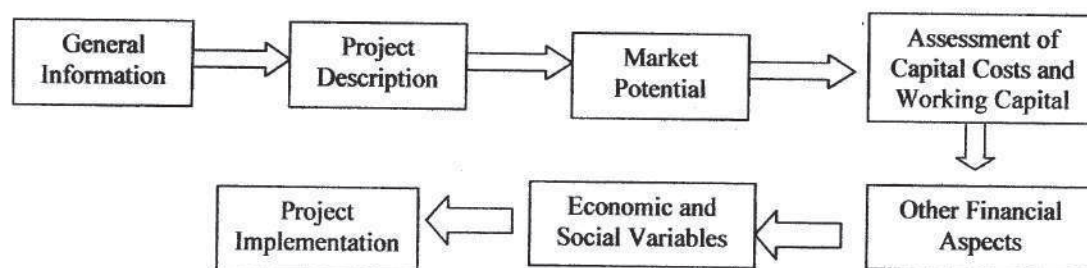 General
Information
Project
Description
Market
Potential
Assessment of
Capital Costs and
Working Capital
Other Financial
Aspects
Economic and
Social Variables
Project
Implementation